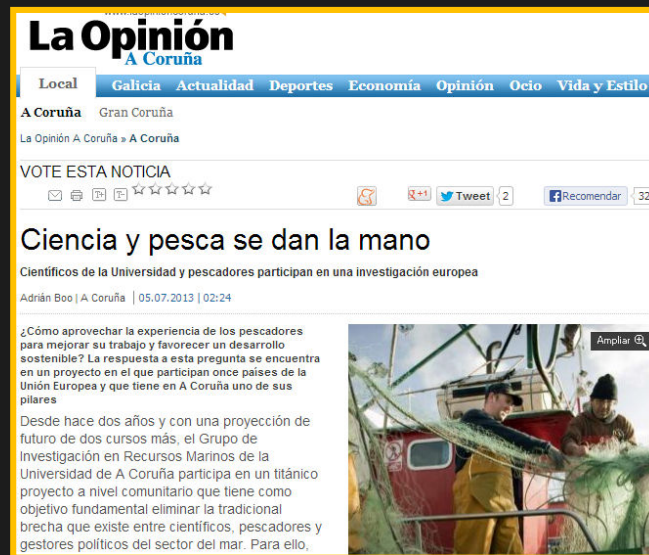 www.laopinioncoruna.es
La Opinión
A Coruña
Local Galicia Actualidad Deportes Economía Opinión Ocio Vida y Estilo
A Coruña Gran Coruña
La Opinión A Coruña » A Coruña
VOTE ESTA NOTICIA
T+ T-
g+1 Tweet 2 Recomendar 32
Ciencia y pesca se dan la mano
Científicos de la Universidad y pescadores participan en una investigación europea
Adrián Boo | A Coruña | 05.07.2013 | 02:24
¿Cómo aprovechar la experiencia de los pescadores
para mejorar su trabajo y favorecer un desarrollo
sostenible? La respuesta a esta pregunta se encuentra
en un proyecto en el que participan once países de la
Unión Europea y que tiene en A Coruña uno de sus
pilares
Ampliar
Desde hace dos años y con una proyección de
futuro de dos cursos más, el Grupo de
Investigación en Recursos Marinos de la
Universidad de A Coruña participa en un titánico
proyecto a nivel comunitario que tiene como
objetivo fundamental eliminar la tradicional
brecha que existe entre científicos, pescadores y
gestores políticos del sector del mar. Para ello,